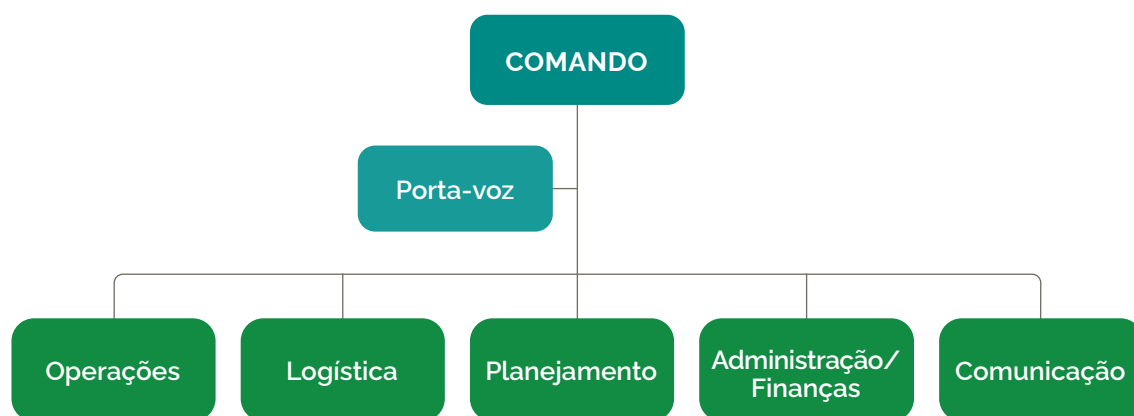 COMANDO
Porta-voz
Operações
Logística
Planejamento
Administração/
Finanças
Comunicação